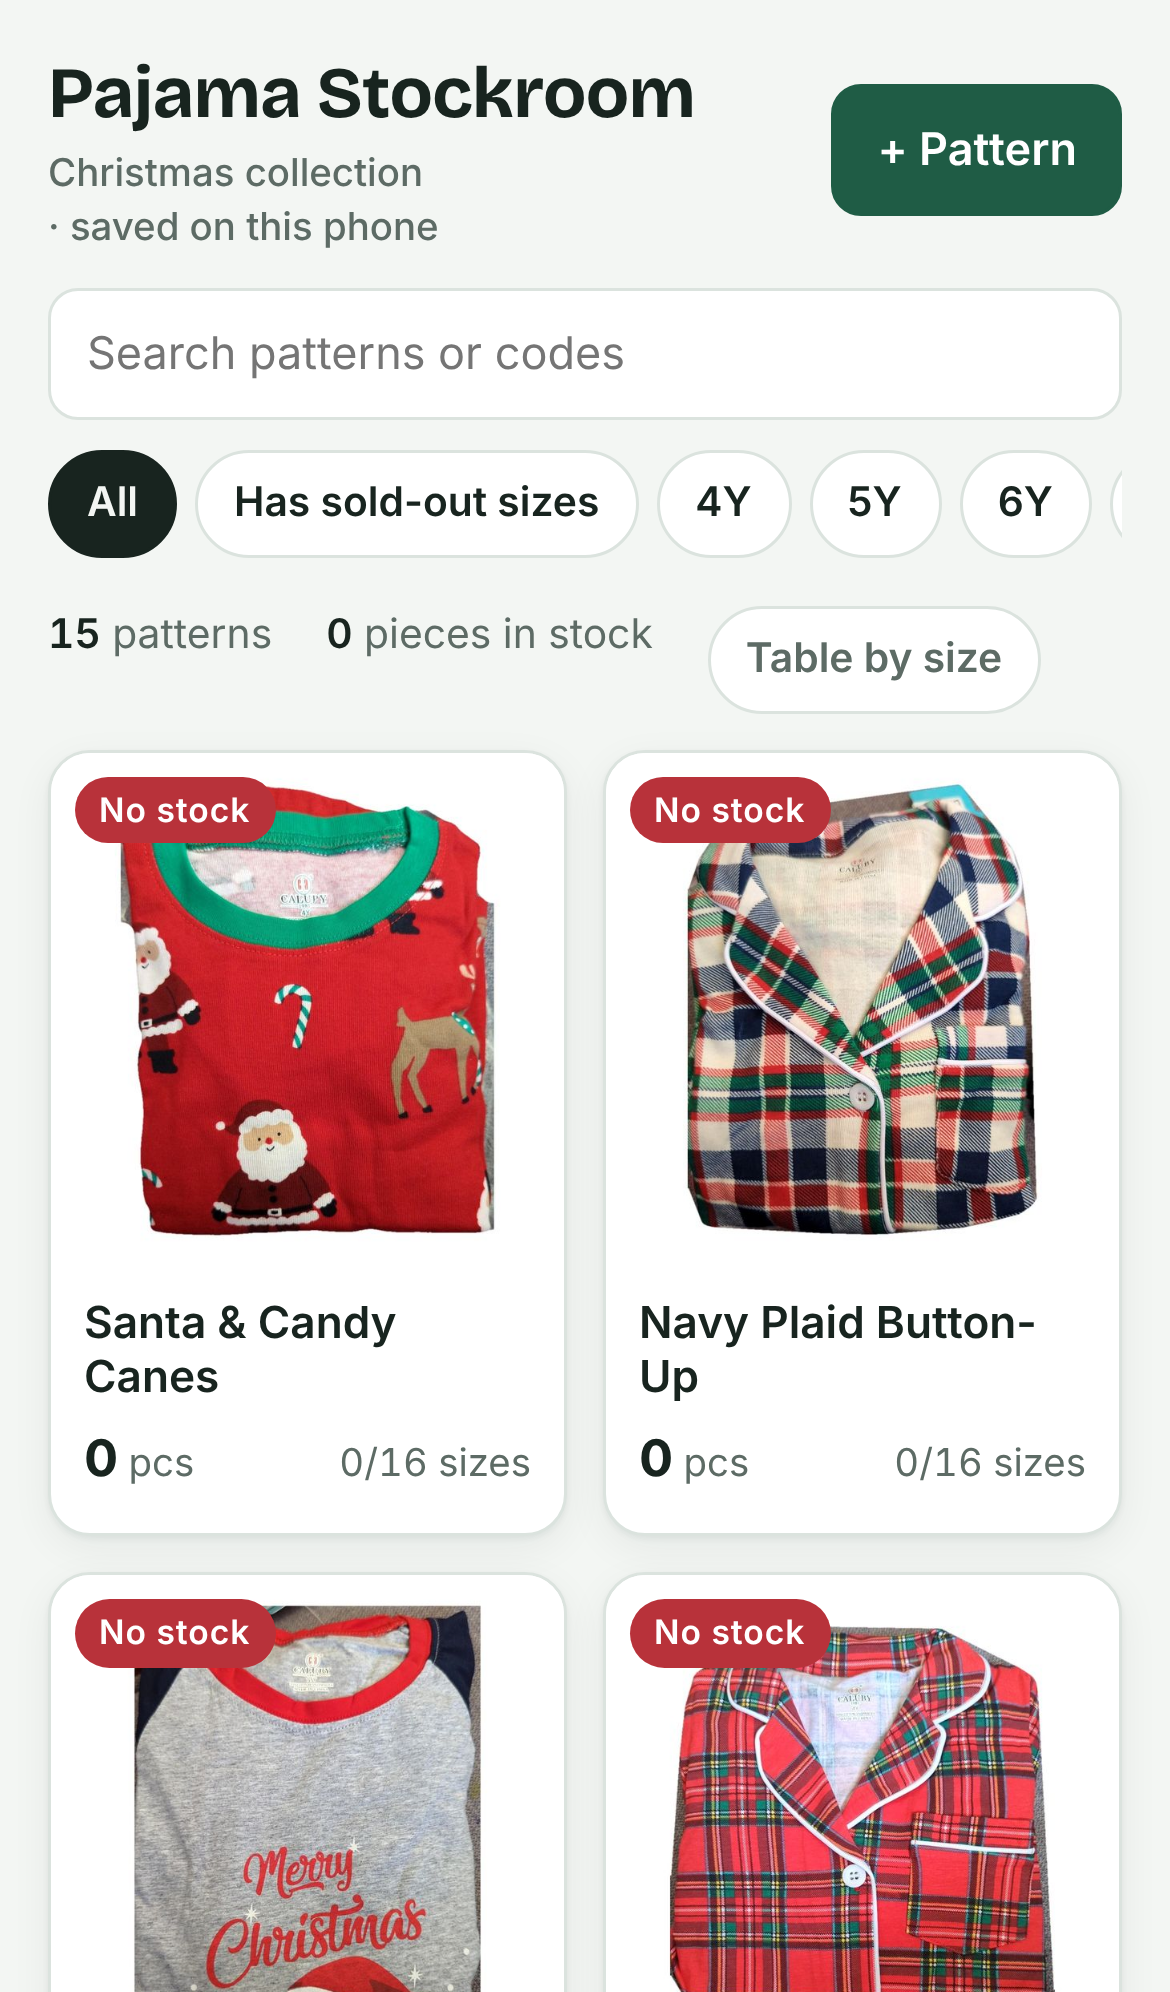 Pajama Stockroom
Christmas collection
· saved on this phone
+ Pattern
Search patterns or codes
All
Has sold-out sizes
4Y
5Y
6Y
15 patterns
0 pieces in stock
Table by size
No stock
CALUBY
Santa & Candy
Canes
0 pcs
0/16 sizes
No stock
CALUBY
Navy Plaid Button-
Up
0 pcs
0/16 sizes
No stock
Merry
Christmas
No stock
CALUBY